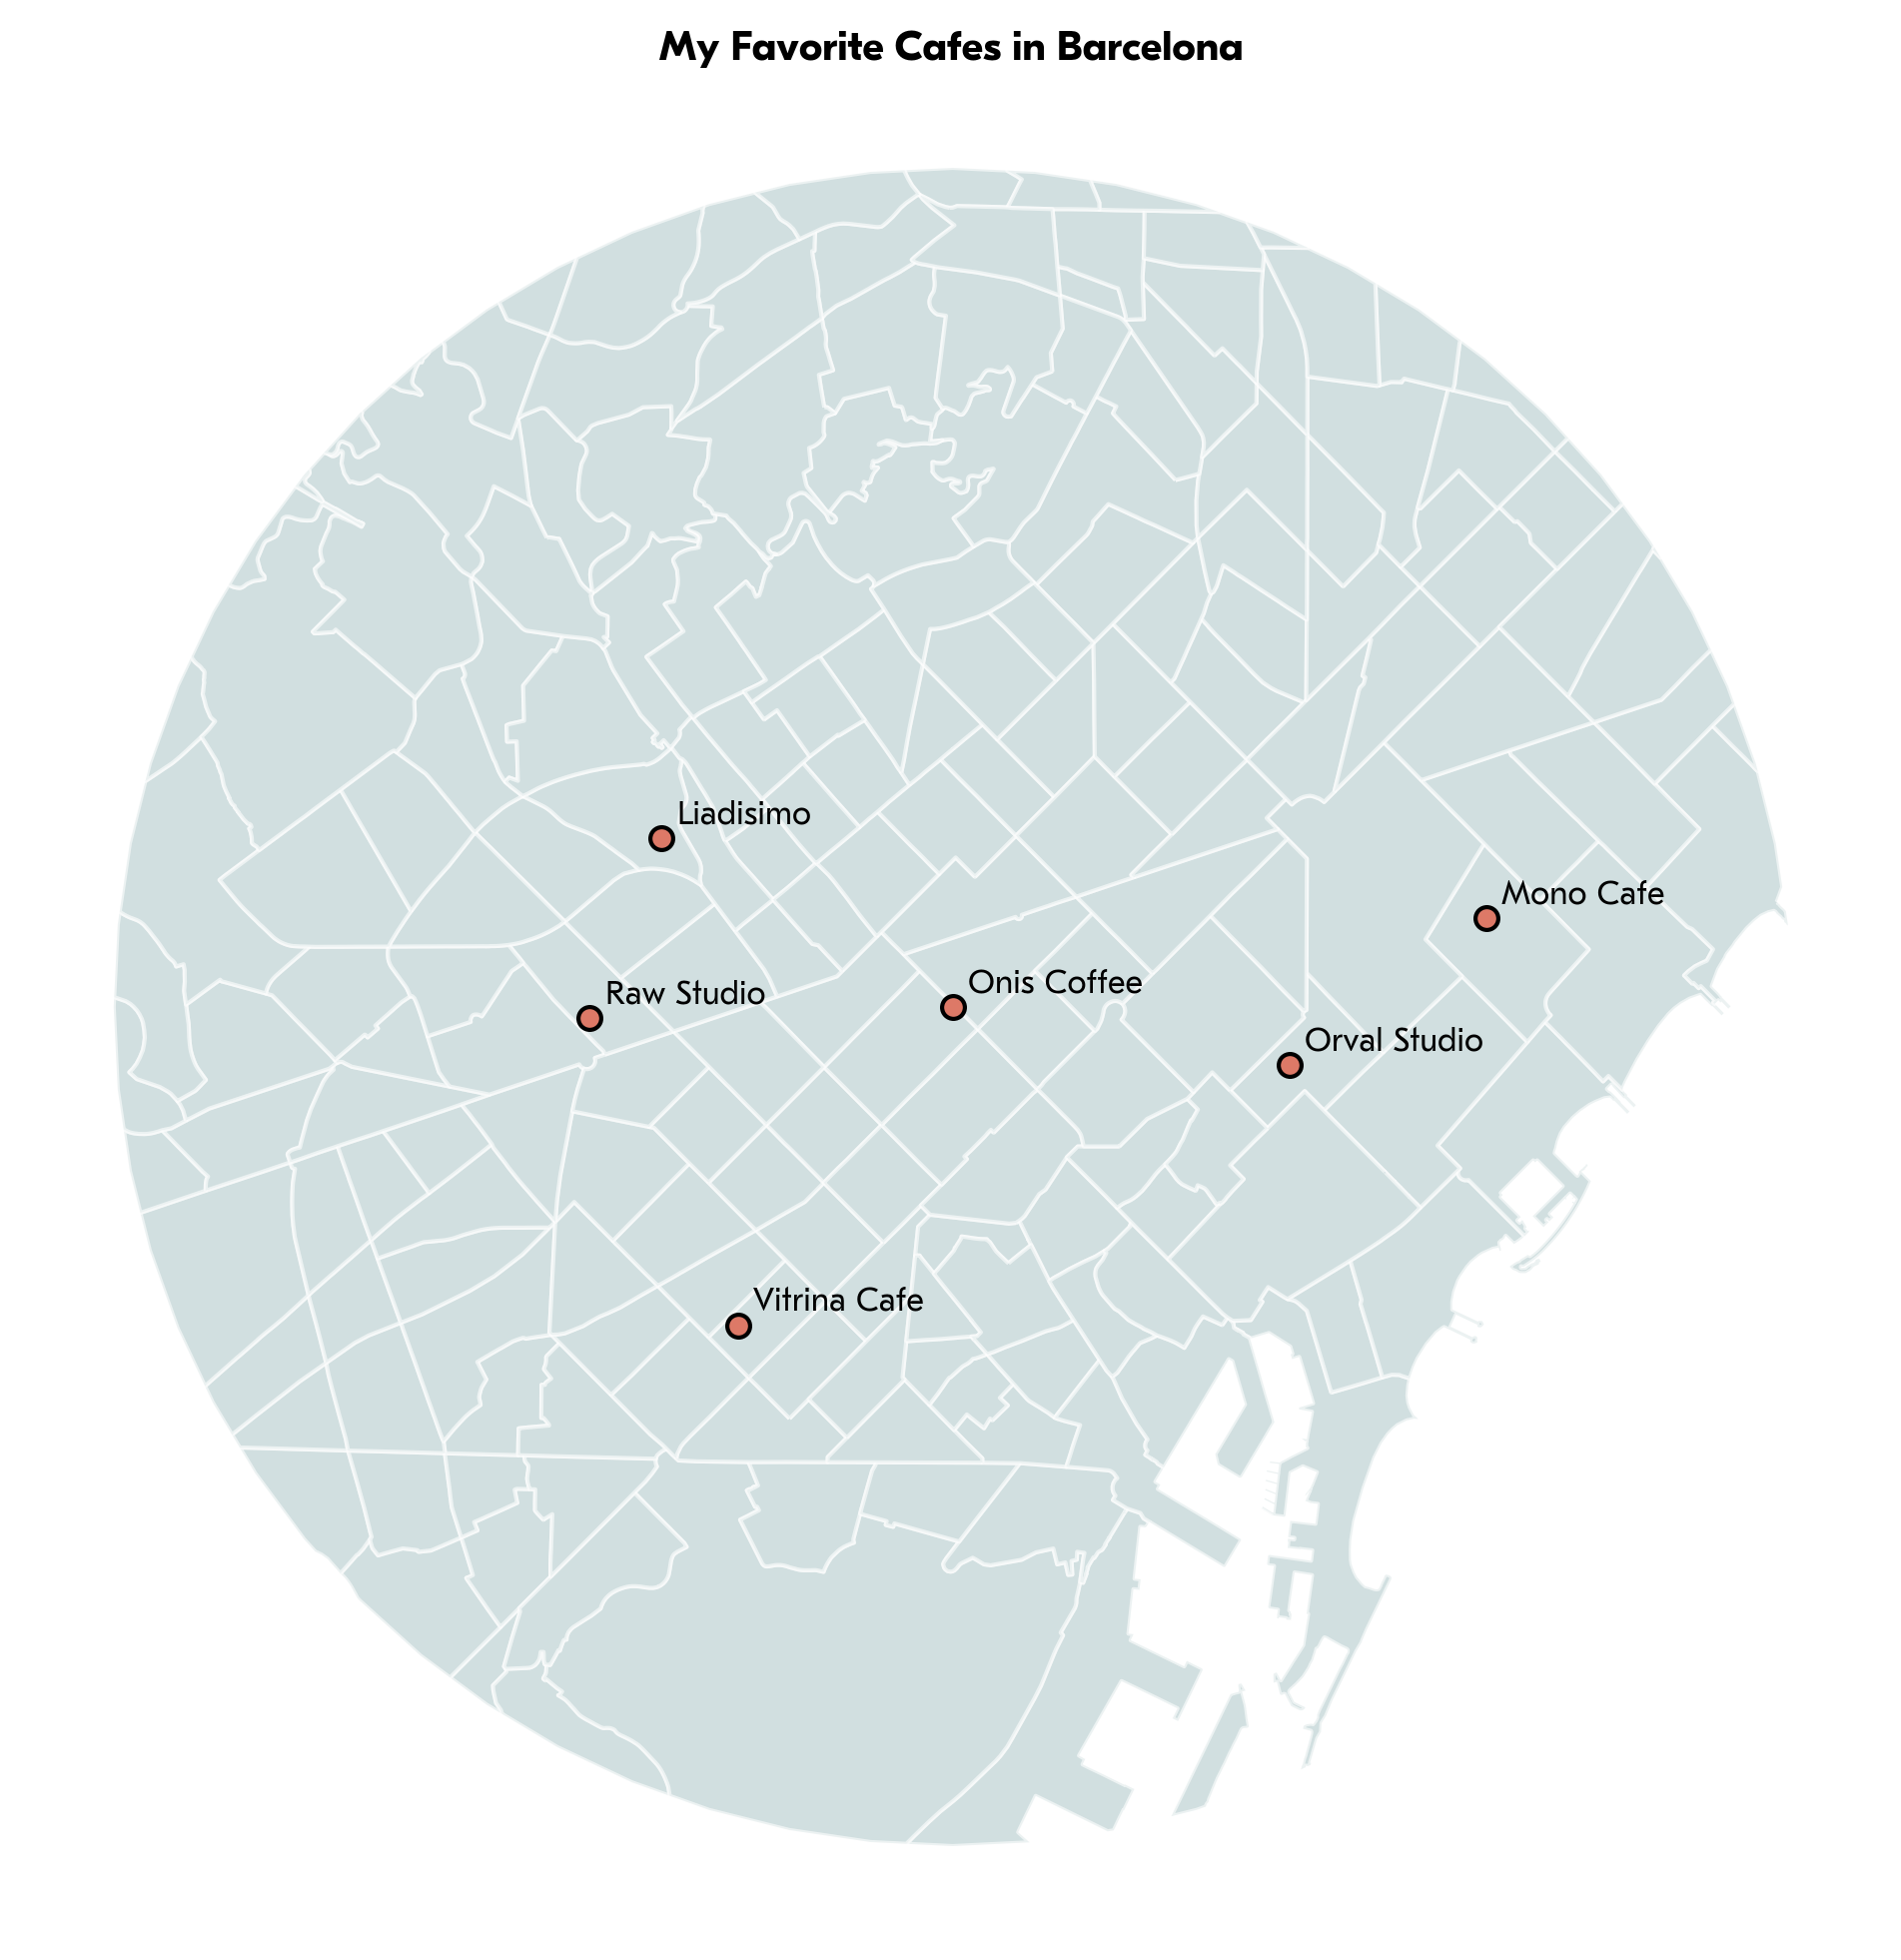 My Favorite Cafes in Barcelona
Liadisimo
Mono Cafe
Onis Coffee
Raw Studio
Orval Studio
Vitrina Cafe